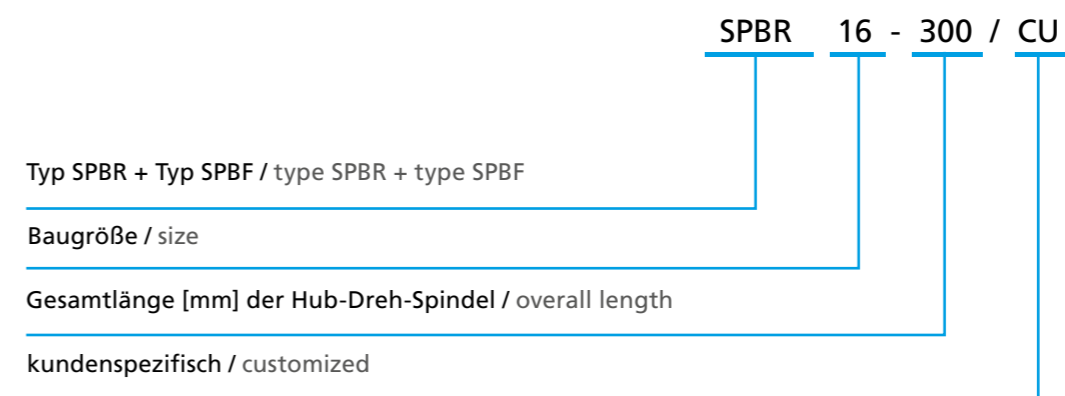 SPBR 16 - 300 / CU
Typ SPBR + Typ SPBF / type SPBR + type SPBF
Baugröße / size
Gesamtlänge [mm] der Hub-Dreh-Spindel / overall length
kundenspezifisch / customized